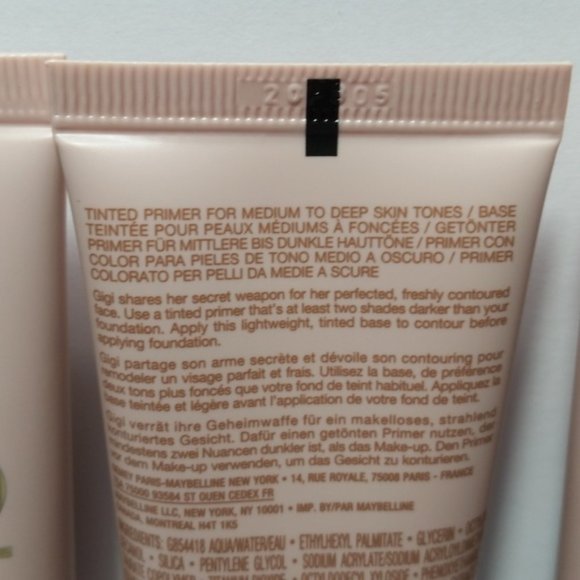 TINTED PRIMER FOR MEDIUM TO DEEP SKIN TONES / BASE
TEINTÉE POUR PEAUX MÉDIUMS À FONCÉES / GETÖNTER
PRIMER FÜR MITTLERE BIS DUNKLE HAUTTÖNE / PRIMER CON
COLOR PARA PIELES DE TONO MEDIO A OSCURO / PRIMER
COLORATO PER PELLI DA MEDIE A SCURE
Gigi shares her secret weapon for her perfected, freshly contoured
face. Use a tinted primer that's at least two shades darker than your
foundation. Apply this lightweight, tinted base to contour before
applying foundation.
Gigi partage son arme secrète et dévoile son contouring pour
remodeler un visage parfait et frais. Utilisez la base, de préférence
deux tons plus foncés que votre fond de teint habituel. Appliquez la
base teintée et légère avant l'application de votre fond de teint.
Gigi verrät ihre Geheimwaffe für ein makelloses, strahlend
konturiertes Gesicht. Dafür einen getönten Primer nutzen, der
mindestens zwei Nuancen dunkler ist, als das Make-up. Den Primer
vor dem Make-up verwenden, um das Gesicht zu konturieren.
PARIS-MAYBELLINE NEW YORK • 14, RUE ROYALE, 75008 PARIS - FRANCE
93584 ST OUEN CEDEX FR
MAYBELLINE LLC, NEW YORK, NY 10001 • IMP. BY/PAR MAYBELLINE
CANADA, MONTREAL H4T 1K5
INGREDIENTS: G854418 AQUA/WATER/EAU • ETHYLHEXYL PALMITATE • GLYCERIN •
• SILICA • PENTYLENE GLYCOL • SODIUM ACRYLATE/SODIUM